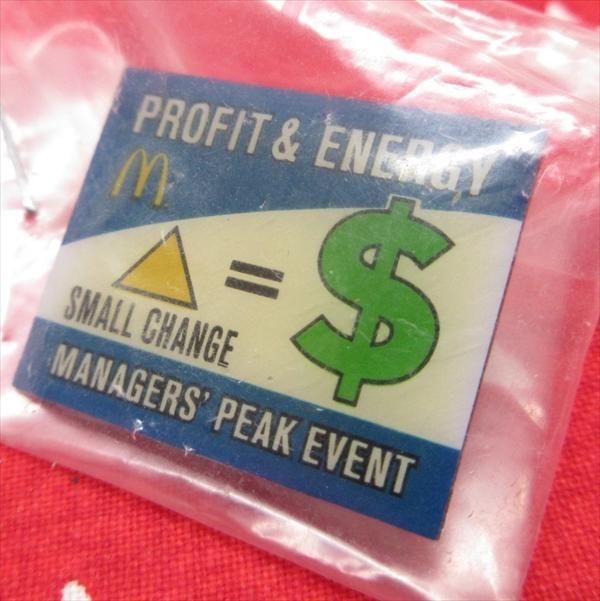 PROFIT & ENERGY
M
= $
SMALL CHANGE
MANAGERS' PEAK EVENT